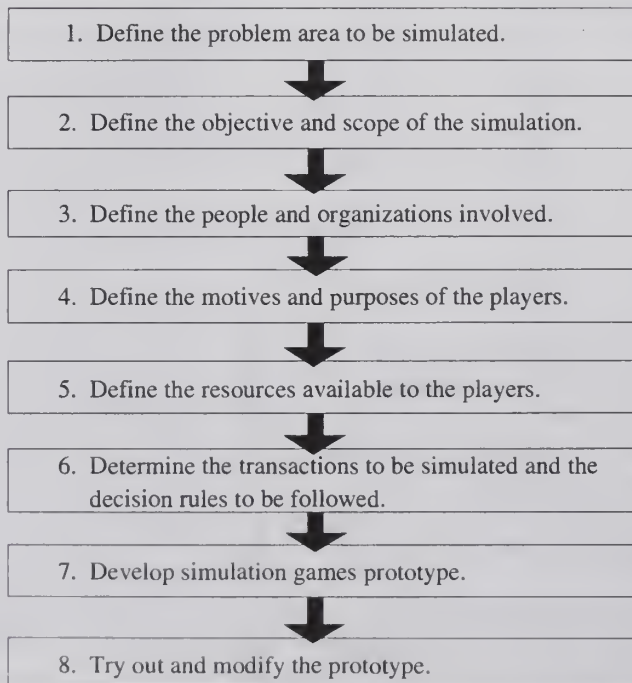 1. Define the problem area to be simulated.
2. Define the objective and scope of the simulation.
3. Define the people and organizations involved.
4. Define the motives and purposes of the players.
5. Define the resources available to the players.
6. Determine the transactions to be simulated and the
decision rules to be followed.
7. Develop simulation games prototype.
8. Try out and modify the prototype.